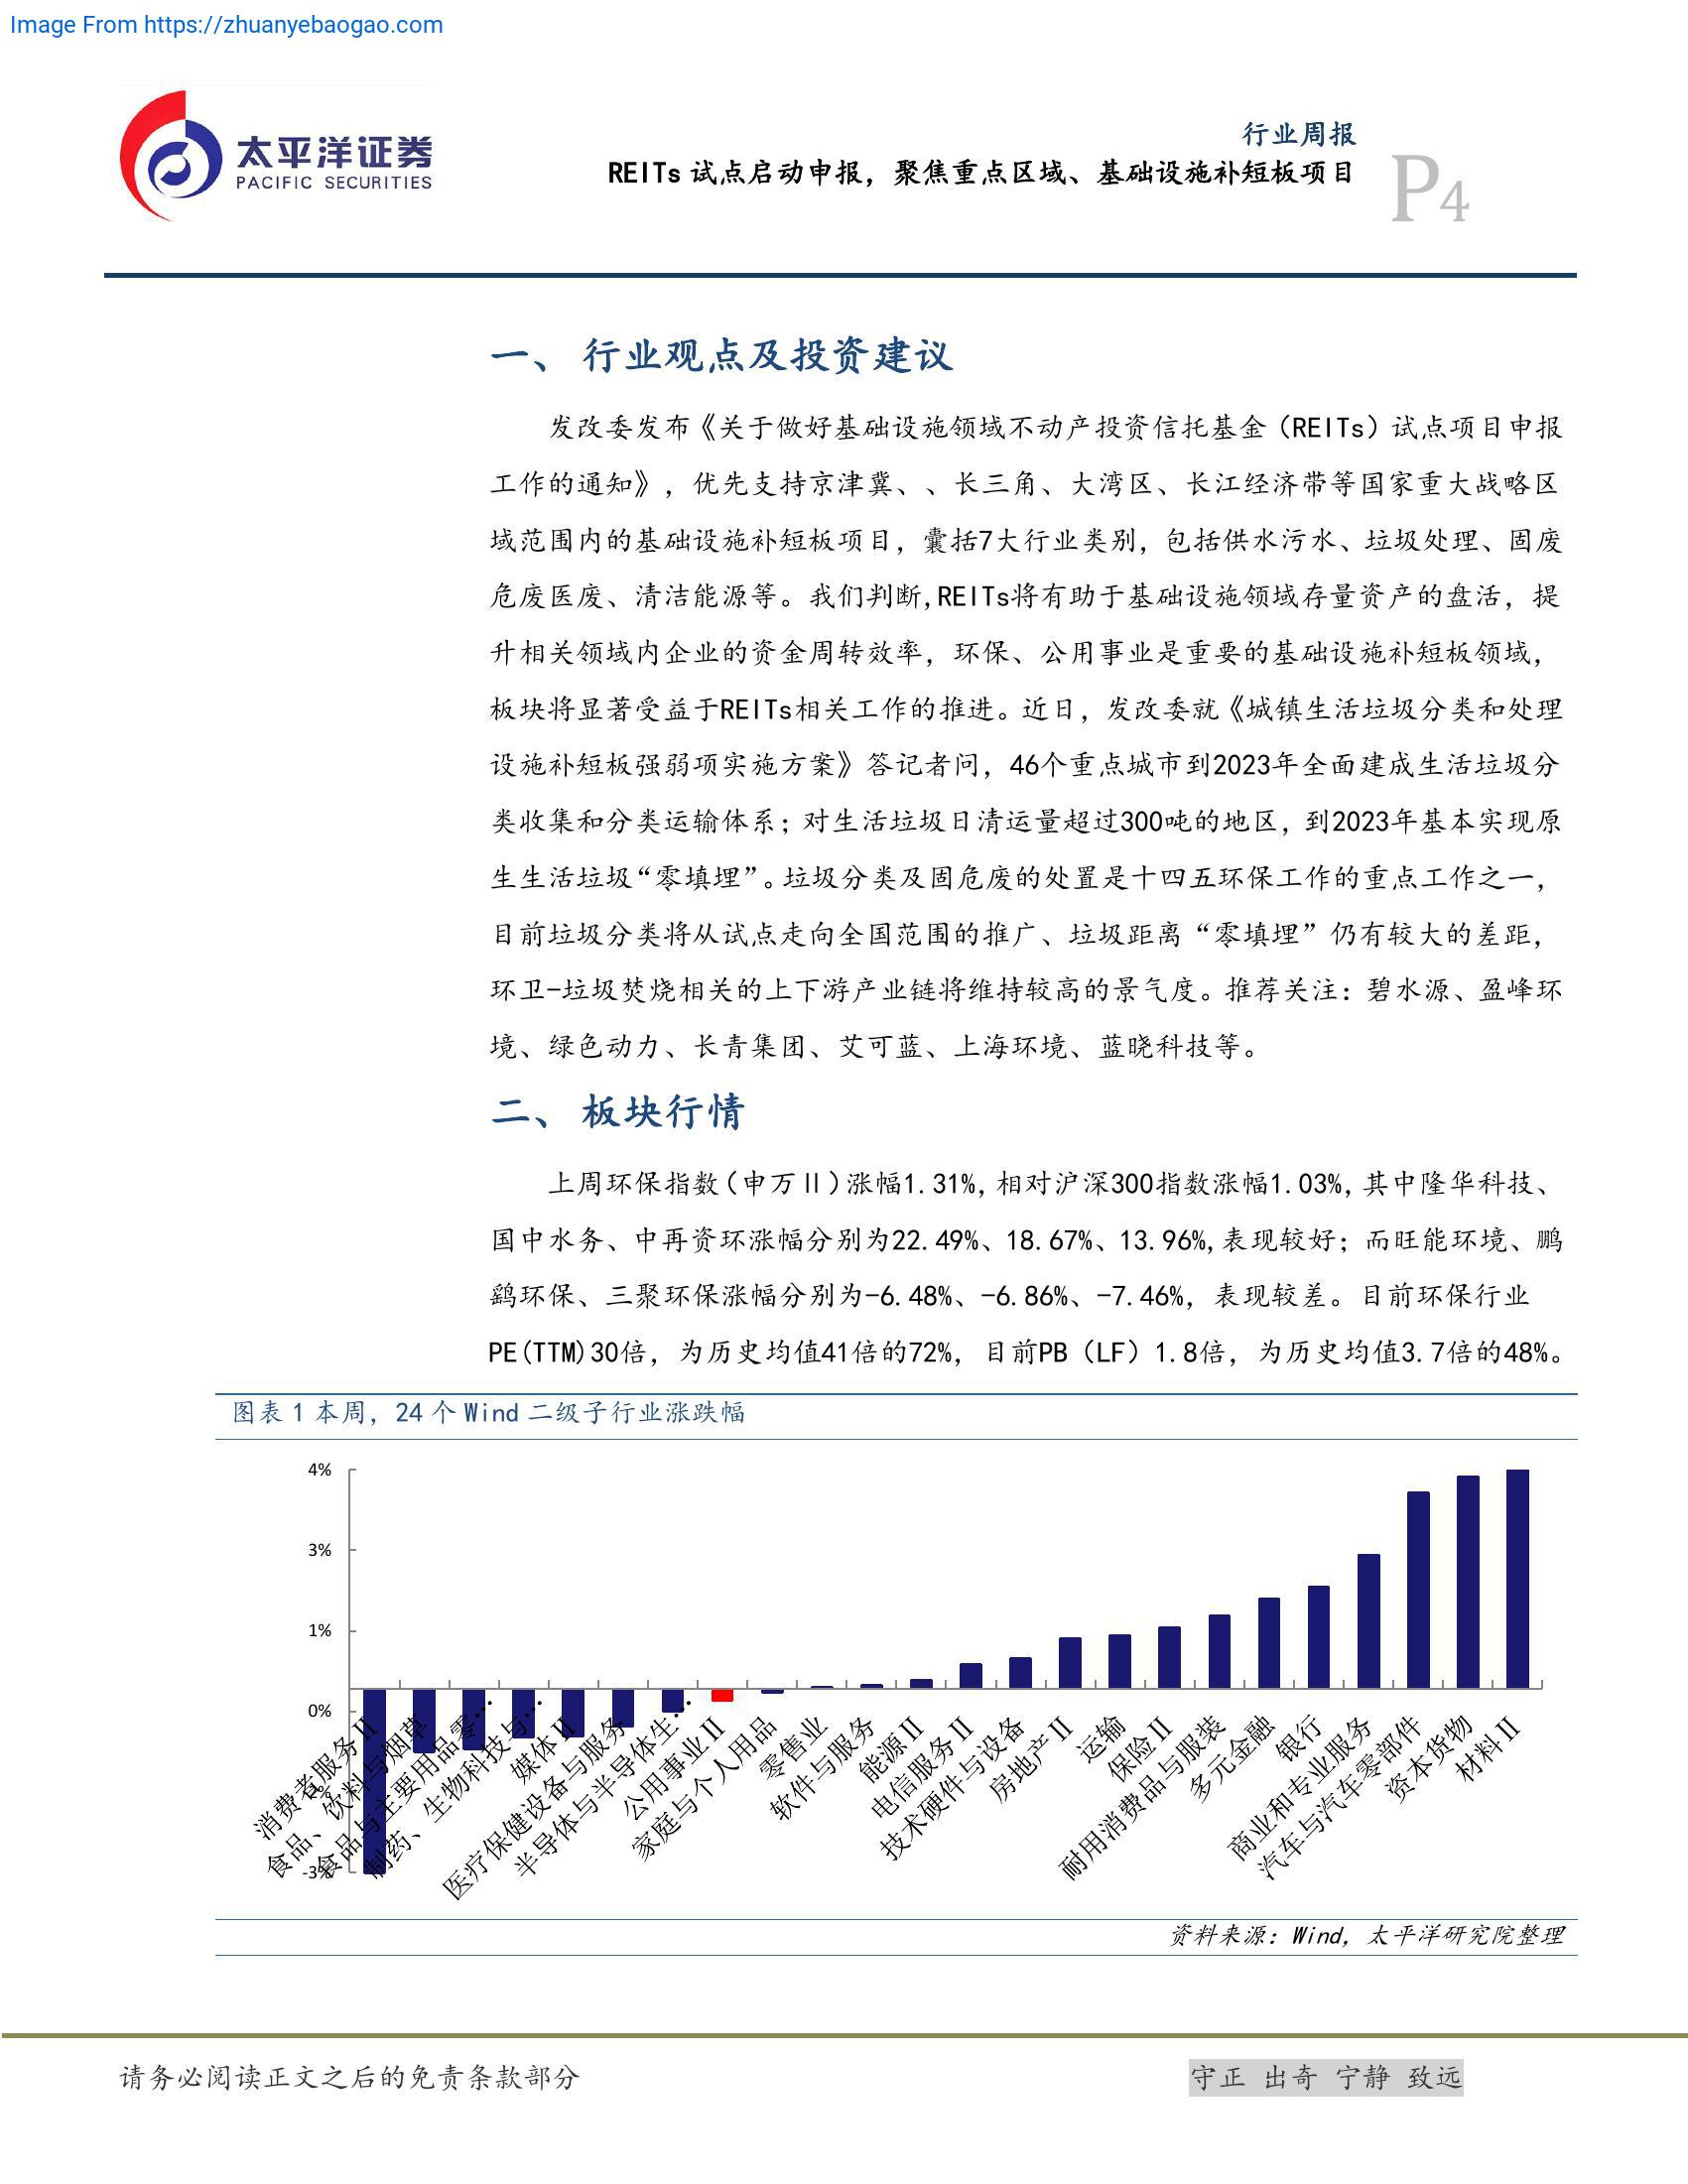 Image From https://zhuanyebaogao.com
太平洋证券
PACIFIC SECURITIES
行业周报
REITs 试点启动申报，聚焦重点区域、基础设施补短板项目
P4
一、 行业观点及投资建议
发改委发布《关于做好基础设施领域不动产投资信托基金（REITs）试点项目申报
工作的通知》，优先支持京津冀、、长三角、大湾区、长江经济带等国家重大战略区
域范围内的基础设施补短板项目，囊括7大行业类别，包括供水污水、垃圾处理、固废
危废医废、清洁能源等。我们判断,REITs将有助于基础设施领域存量资产的盘活，提
升相关领域内企业的资金周转效率，环保、公用事业是重要的基础设施补短板领域，
板块将显著受益于REITs相关工作的推进。近日，发改委就《城镇生活垃圾分类和处理
设施补短板强弱项实施方案》答记者问，46个重点城市到2023年全面建成生活垃圾分
类收集和分类运输体系；对生活垃圾日清运量超过300吨的地区，到2023年基本实现原
生生活垃圾“零填埋”。垃圾分类及固危废的处置是十四五环保工作的重点工作之一，
目前垃圾分类将从试点走向全国范围的推广、垃圾距离“零填埋”仍有较大的差距，
环卫-垃圾焚烧相关的上下游产业链将维持较高的景气度。推荐关注：碧水源、盈峰环
境、绿色动力、长青集团、艾可蓝、上海环境、蓝晓科技等。
二、 板块行情
上周环保指数（申万Ⅱ）涨幅1.31%,相对沪深300指数涨幅1.03%,其中隆华科技、
国中水务、中再资环涨幅分别为22.49%、18.67%、13.96%,表现较好；而旺能环境、鹏
鹞环保、三聚环保涨幅分别为-6.48%、-6.86%、-7.46%，表现较差。目前环保行业
PE(TTM)30倍，为历史均值41倍的72%，目前PB（LF）1.8倍，为历史均值3.7倍的48%。
图表 1 本周，24 个 Wind 二级子行业涨跌幅
4%
3%
1%
0%
-3%
消费者服务Ⅱ
食品、饮料与烟草
食品与主要用品零…
制药、生物科技与…
媒体Ⅱ
医疗保健设备与服务
半导体与半导体生…
公用事业Ⅱ
家庭与个人用品
零售业
软件与服务
能源Ⅱ
电信服务Ⅱ
技术硬件与设备
房地产Ⅱ
运输
保险Ⅱ
耐用消费品与服装
多元金融
银行
商业和专业服务
汽车与汽车零部件
资本货物
材料Ⅱ
资料来源：Wind，太平洋研究院整理
请务必阅读正文之后的免责条款部分
守正 出奇 宁静 致远